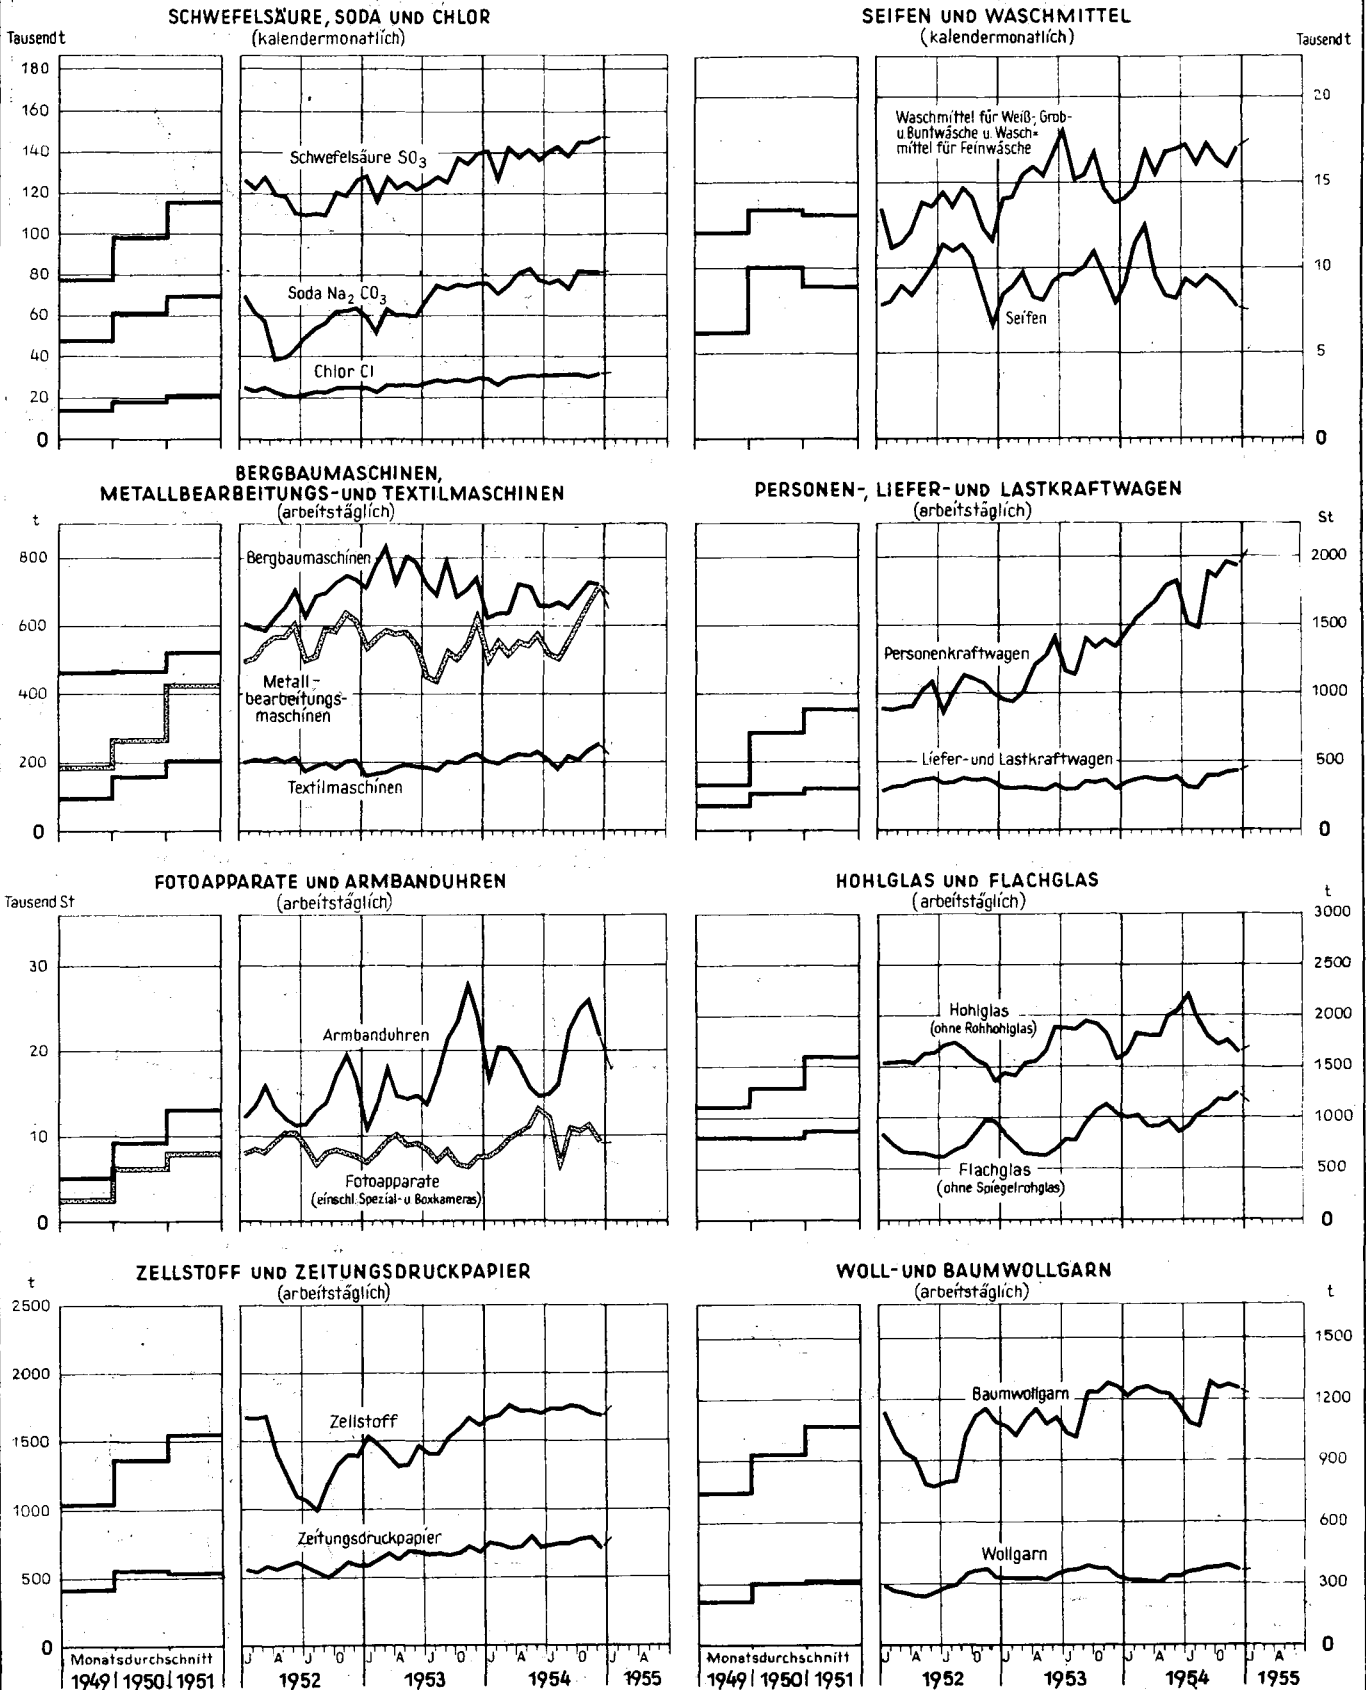 SCHWEFELSÄURE, SODA UND CHLOR
(kalendermonatlich)
Tausend t
180
160
140
120
100
80
60
40
20
0
Schwefelsäure SO3
Soda Na2 CO3
Chlor Cl
SEIFEN UND WASCHMITTEL
(kalendermonatlich)
Tausend t
20
15
10
5
0
Waschmittel für Weiß-, Grob-
u. Buntwäsche u. Wasch=
mittel für Feinwäsche
Seifen
BERGBAUMASCHINEN,
METALLBEARBEITUNGS- UND TEXTILMASCHINEN
(arbeitstäglich)
t
800
600
400
200
0
Bergbaumaschinen
Metall-
bearbeitungs-
maschinen
Textilmaschinen
PERSONEN-, LIEFER- UND LASTKRAFTWAGEN
(arbeitstäglich)
St
2000
1500
1000
500
0
Personenkraftwagen
Liefer- und Lastkraftwagen
FOTOAPPARATE UND ARMBANDUHREN
(arbeitstäglich)
Tausend St
30
20
10
0
Armbanduhren
Fotoapparate
(einschl. Spezial- u Boxkameras)
HOHLGLAS UND FLACHGLAS
(arbeitstäglich)
t
3000
2500
2000
1500
1000
500
0
Hohlglas
(ohne Rohhohlglas)
Flachglas
(ohne Spiegelrohglas)
ZELLSTOFF UND ZEITUNGSDRUCKPAPIER
(arbeitstäglich)
t
2500
2000
1500
1000
500
0
Zellstoff
Zeitungsdruckpapier
J A J O J A J O J A J O J A
Monatsdurchschnitt
1949 1950 1951 1952 1953 1954 1955
WOLL- UND BAUMWOLLGARN
(arbeitstäglich)
t
1500
1200
900
600
300
0
Baumwollgarn
Wollgarn
J A J O J A J O J A J O J A
Monatsdurchschnitt
1949 1950 1951 1952 1953 1954 1955